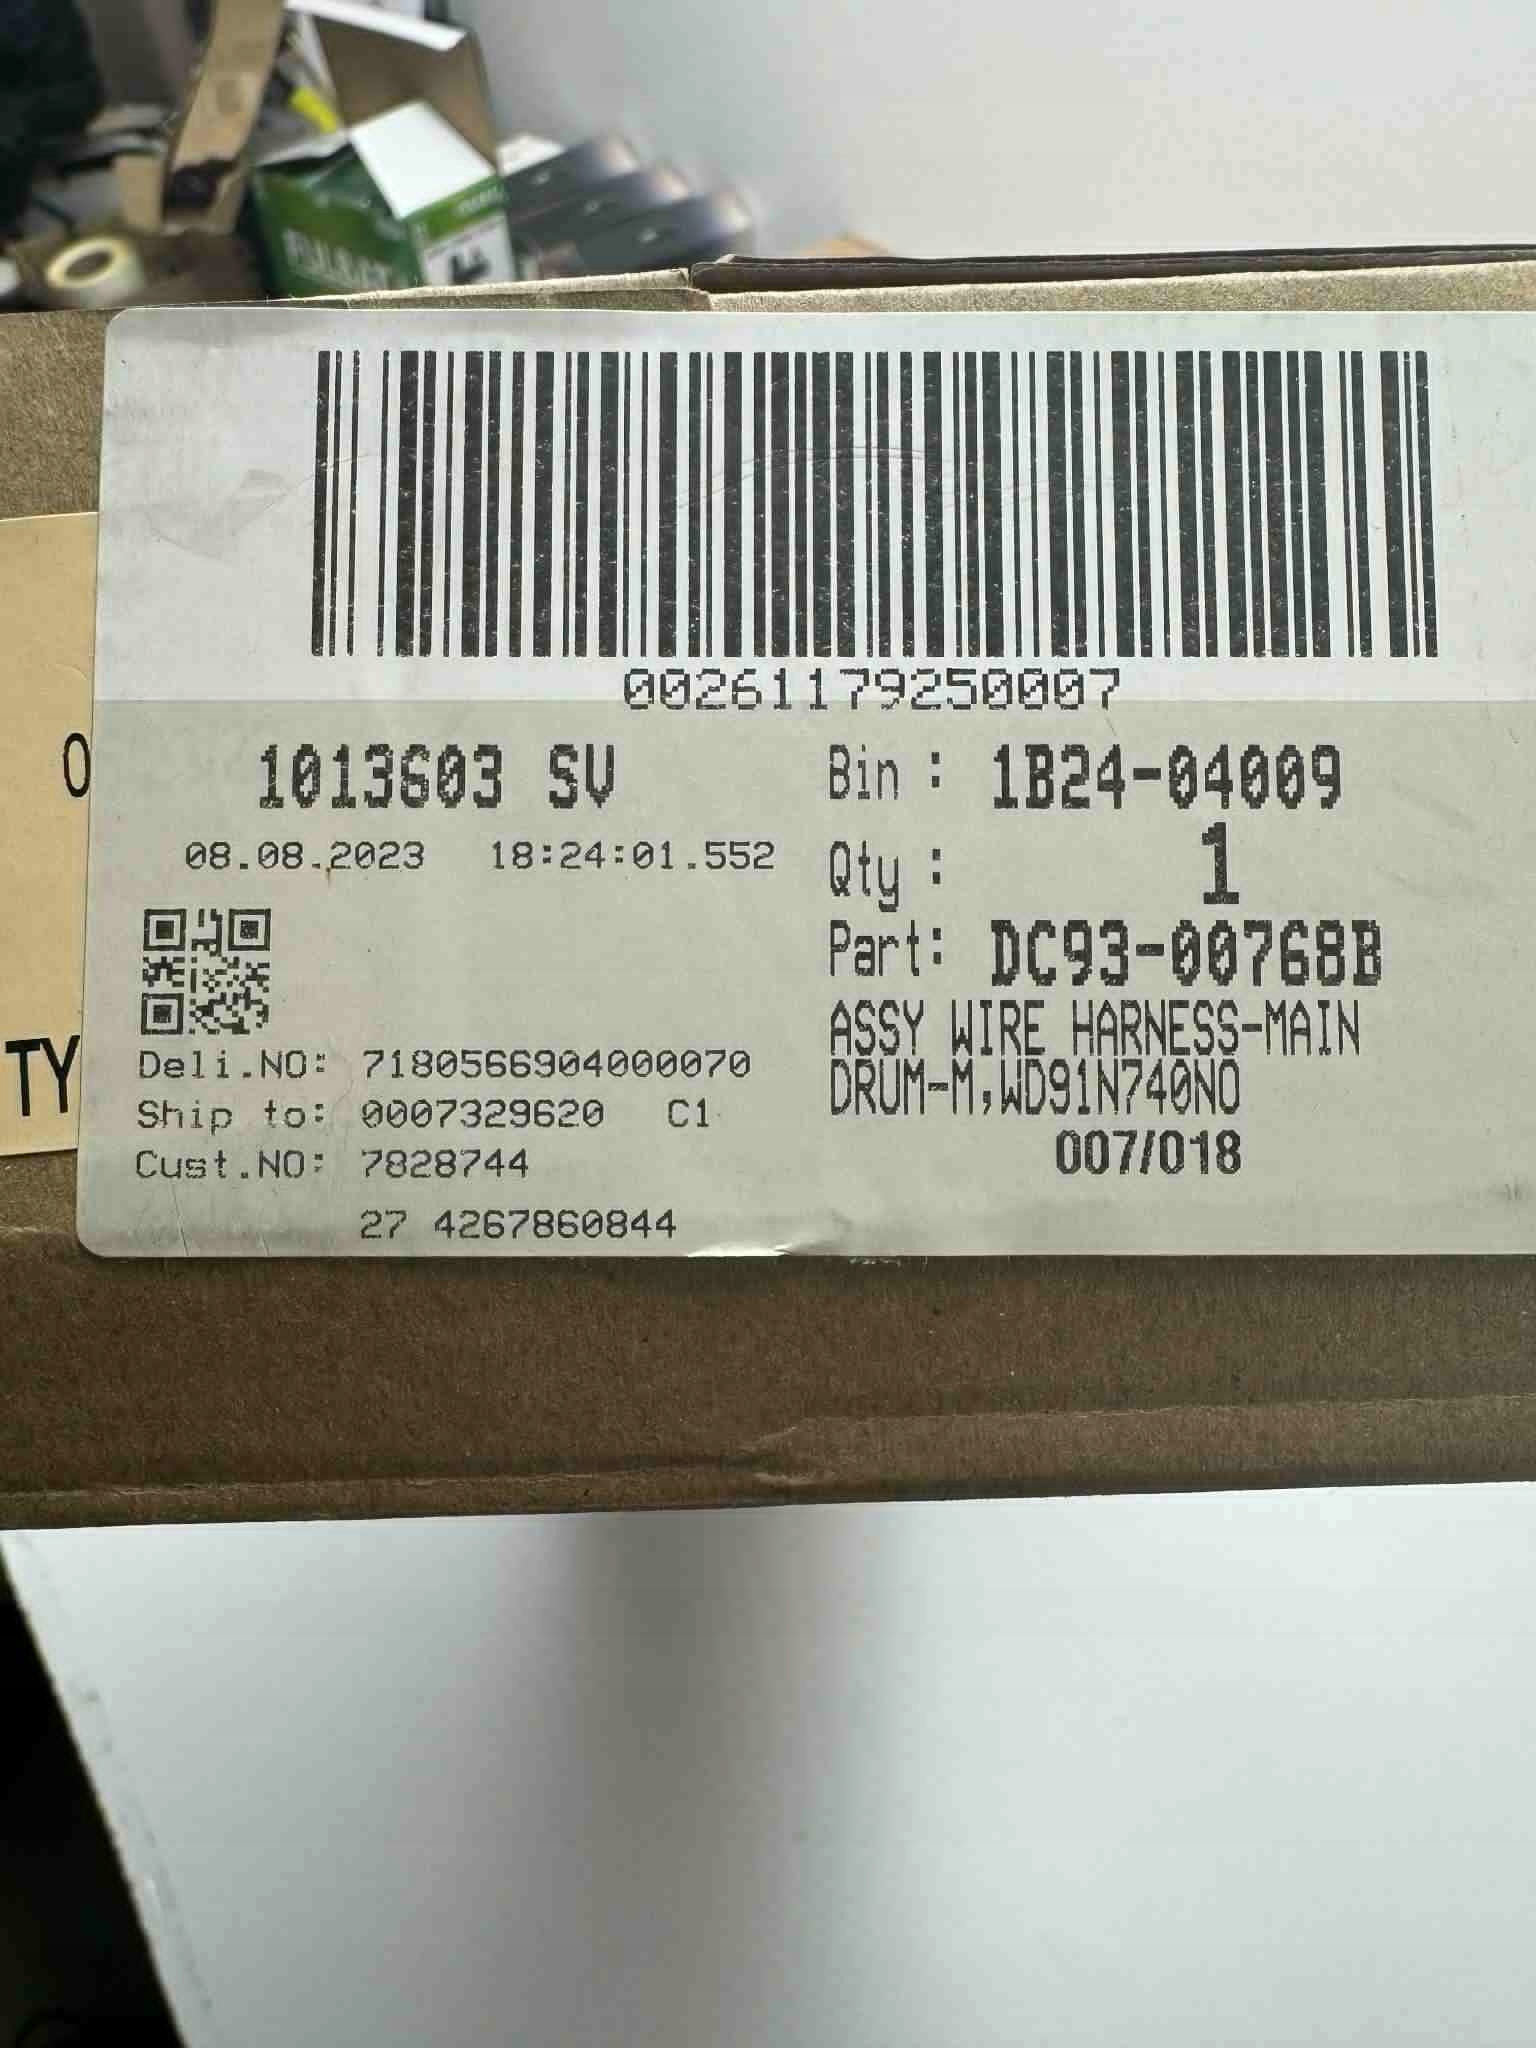 00261179250007
1013603 SV
08.08.2023 18:24:01.552
Bin : 1B24-04009
Qty : 1
Part: DC93-00768B
ASSY WIRE HARNESS-MAIN
DRUM-M,WD91N740NO
007/018
Deli.NO: 7180566904000070
Ship to: 0007329620 C1
Cust.NO: 7828744
27 4267860844
0
TY